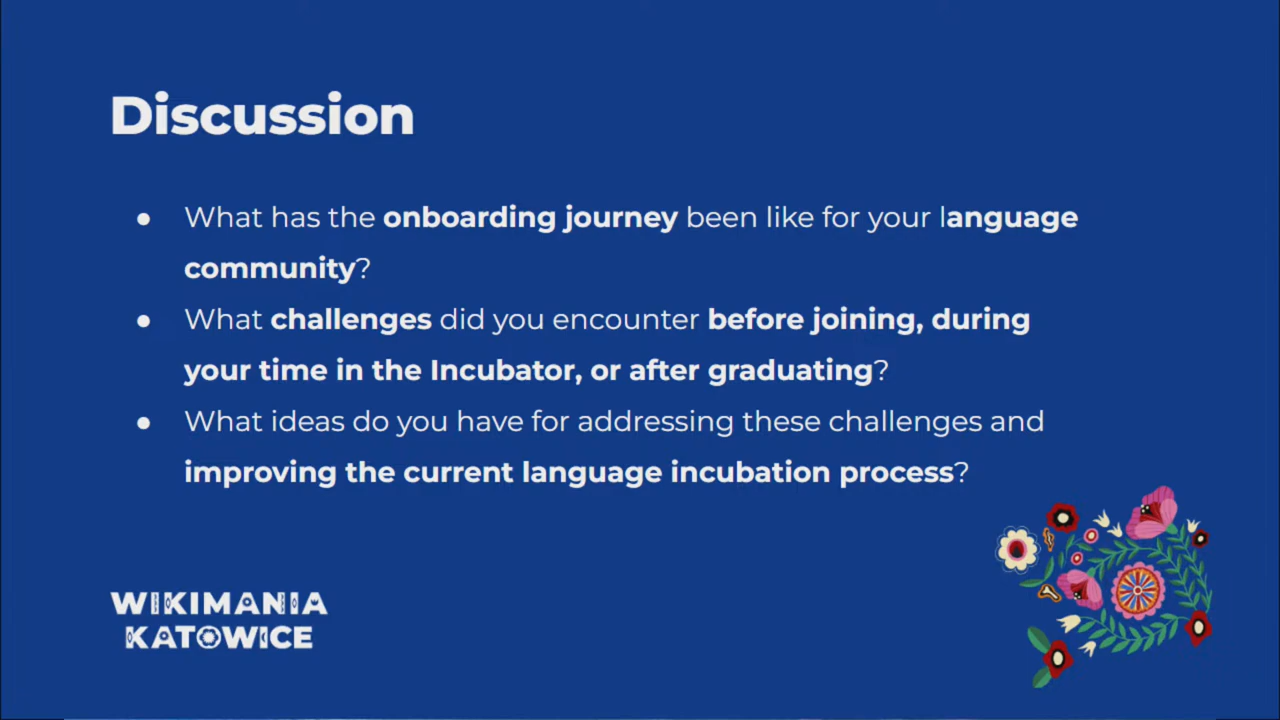 Discussion
● What has the onboarding journey been like for your language
community?
● What challenges did you encounter before joining, during
your time in the Incubator, or after graduating?
● What ideas do you have for addressing these challenges and
improving the current language incubation process?
WIKIMANIA
KATOWICE